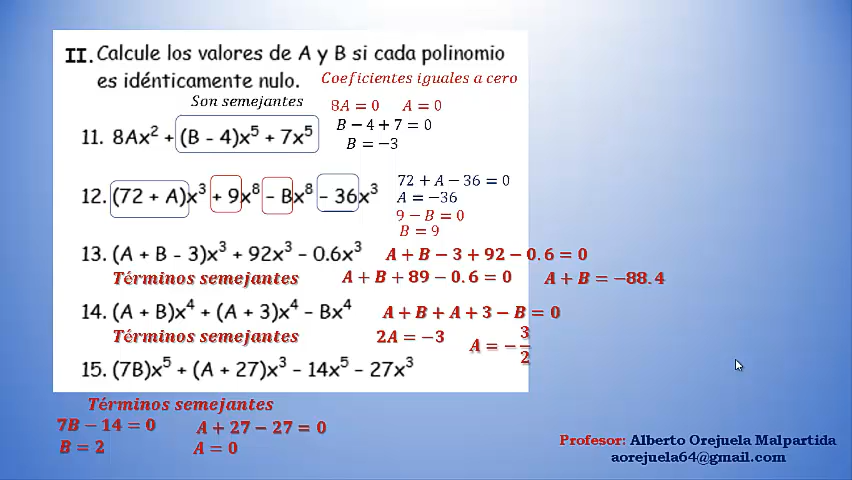 II. Calcule los valores de A y B si cada polinomio
es idénticamente nulo. Coeficientes iguales a cero
Son semejantes
8A = 0 A = 0
B − 4 + 7 = 0
11. 8Ax² + (B - 4)x⁵ + 7x⁵
B = −3
72 + A − 36 = 0
12. (72 + A)x³ + 9x⁸ - Bx⁸ - 36x³
A = −36
9 − B = 0
B = 9
13. (A + B - 3)x³ + 92x³ - 0.6x³ A + B − 3 + 92 − 0.6 = 0
Términos semejantes A + B + 89 − 0.6 = 0 A + B = −88.4
14. (A + B)x⁴ + (A + 3)x⁴ - Bx⁴ A + B + A + 3 − B = 0
Términos semejantes 2A = −3 A = −3/2
15. (7B)x⁵ + (A + 27)x³ - 14x⁵ - 27x³
Términos semejantes
7B − 14 = 0 A + 27 − 27 = 0
B = 2 A = 0
Profesor: Alberto Orejuela Malpartida
aorejuela64@gmail.com